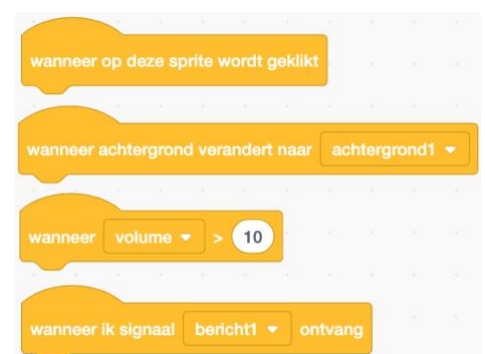 wanneer op deze sprite wordt geklikt
wanneer achtergrond verandert naar achtergrond1
wanneer volume > 10
wanneer ik signaal bericht1 ontvang